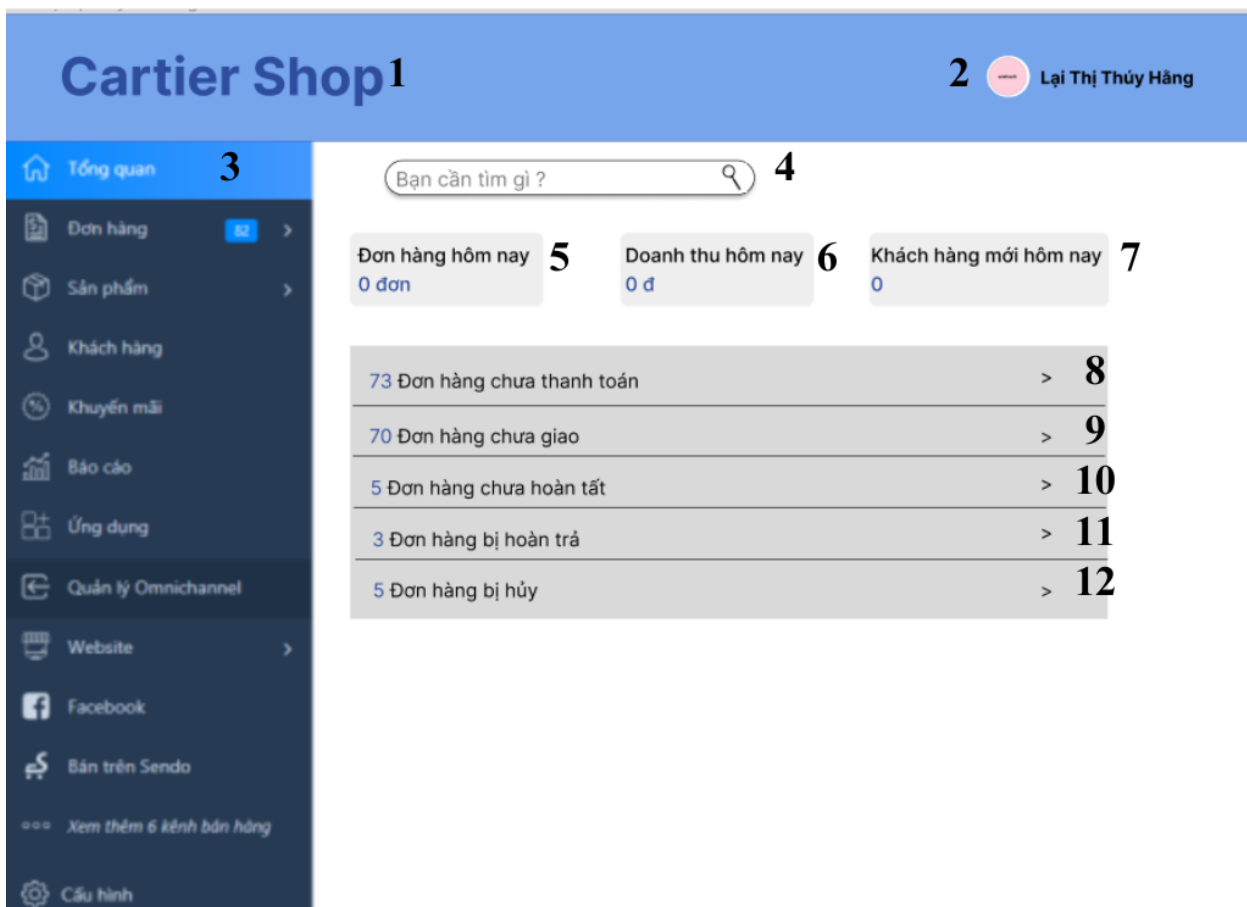 Cartier Shop 1
2 Lại Thị Thúy Hằng
Tổng quan 3
Đơn hàng 82 >
Sản phẩm >
Khách hàng
Khuyến mãi
Báo cáo
Ứng dụng
Quản lý Omnichannel
Website >
Facebook
Bán trên Sendo
Xem thêm 6 kênh bán hàng
Cấu hình
Bạn cần tìm gì ? 4
Đơn hàng hôm nay 5
0 đơn
Doanh thu hôm nay 6
0 đ
Khách hàng mới hôm nay 7
0
73 Đơn hàng chưa thanh toán > 8
70 Đơn hàng chưa giao > 9
5 Đơn hàng chưa hoàn tất > 10
3 Đơn hàng bị hoàn trả > 11
5 Đơn hàng bị hủy > 12